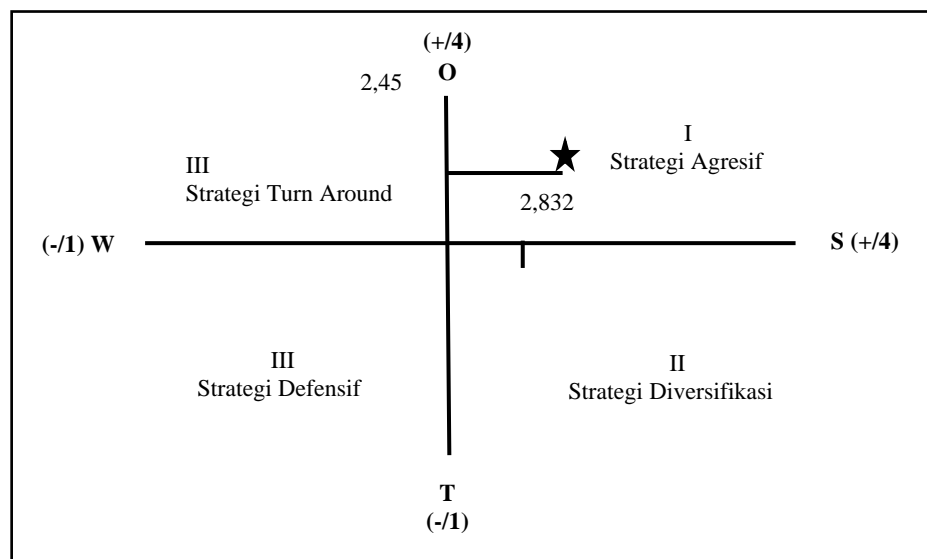 (+/4)
O
2,45
I
Strategi Agresif
III
Strategi Turn Around
2,832
(-/1) W
S (+/4)
III
Strategi Defensif
II
Strategi Diversifikasi
T
(-/1)